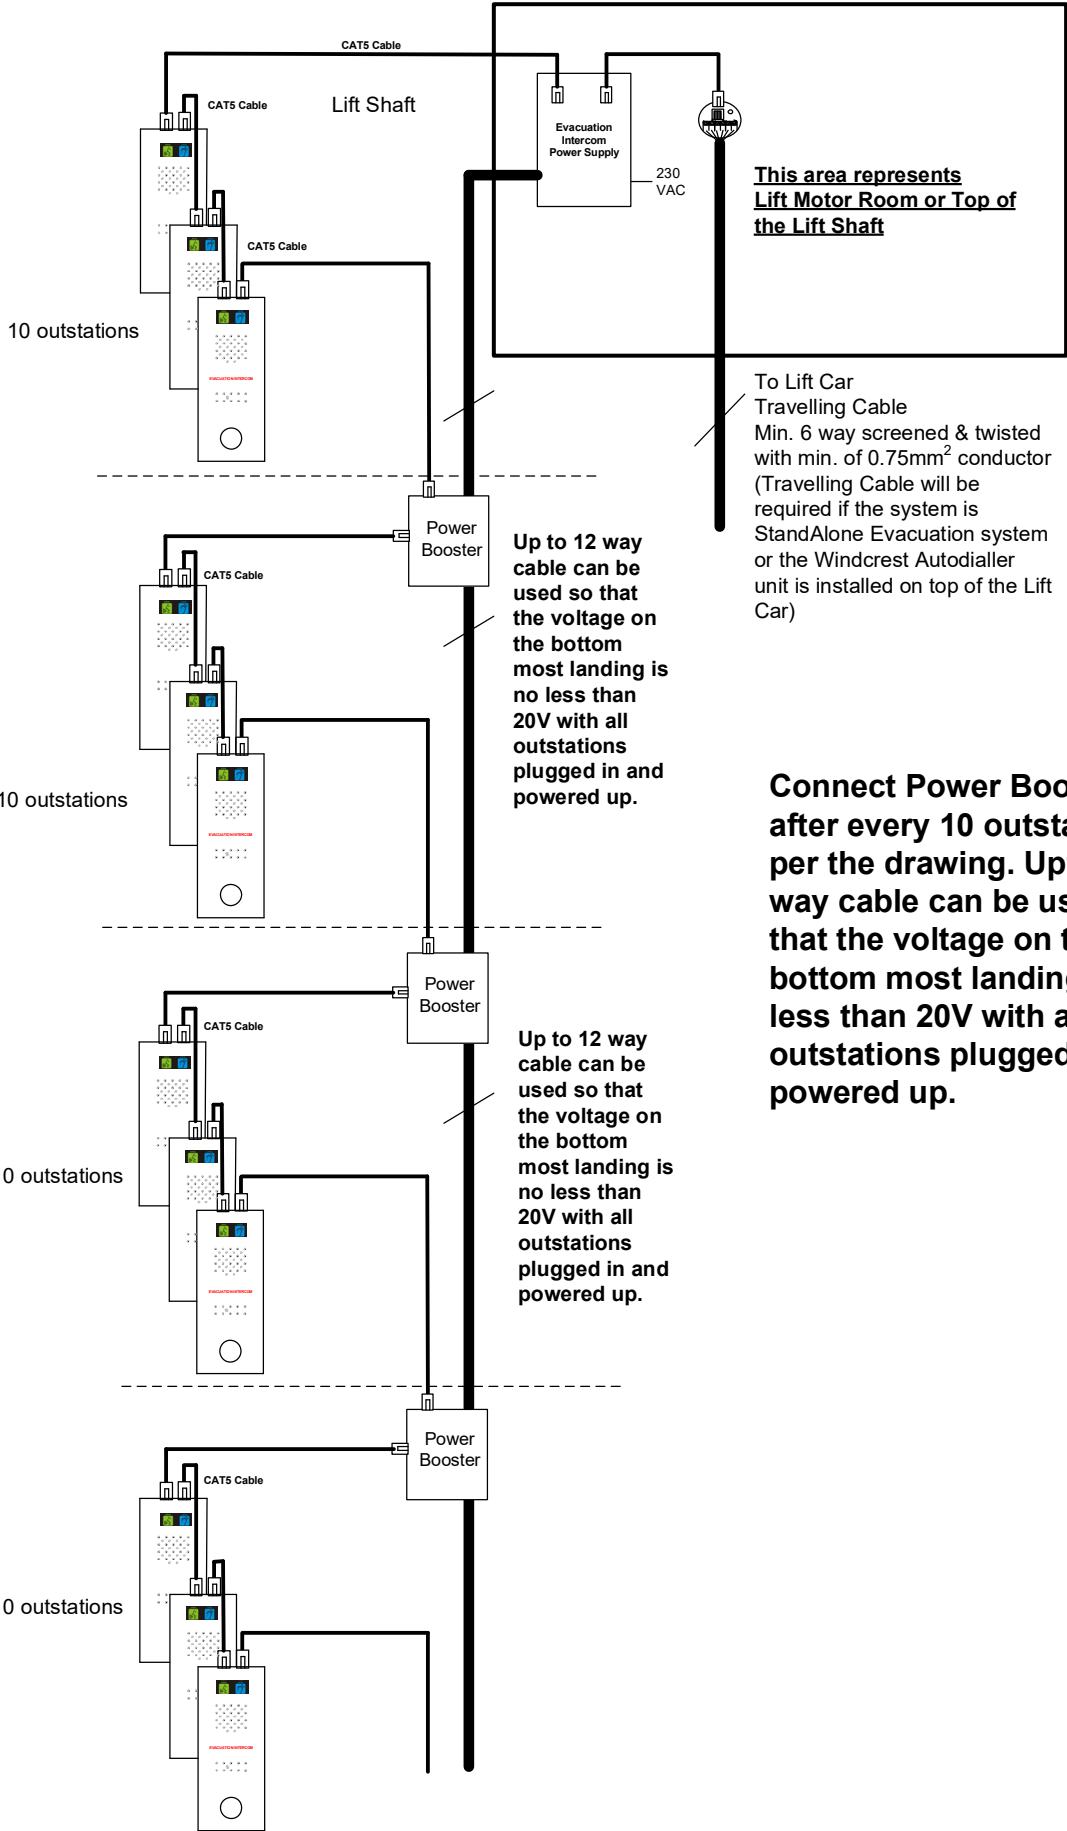 CAT5 Cable
CAT5 Cable
Lift Shaft
Evacuation
Intercom
Power Supply
230
VAC
This area represents
Lift Motor Room or Top of
the Lift Shaft
CAT5 Cable
10 outstations
EVACUATION INTERCOM
To Lift Car
Travelling Cable
Min. 6 way screened & twisted
with min. of 0.75mm² conductor
(Travelling Cable will be
required if the system is
StandAlone Evacuation system
or the Windcrest Autodialler
unit is installed on top of the Lift
Car)
Power
Booster
Up to 12 way
cable can be
used so that
the voltage on
the bottom
most landing is
no less than
20V with all
outstations
plugged in and
powered up.
CAT5 Cable
10 outstations
EVACUATION INTERCOM
Connect Power Boo
after every 10 outsta
per the drawing. Up
way cable can be us
that the voltage on t
bottom most landing
less than 20V with a
outstations plugged
powered up.
Power
Booster
CAT5 Cable
Up to 12 way
cable can be
used so that
the voltage on
the bottom
most landing is
no less than
20V with all
outstations
plugged in and
powered up.
0 outstations
EVACUATION INTERCOM
Power
Booster
CAT5 Cable
0 outstations
EVACUATION INTERCOM